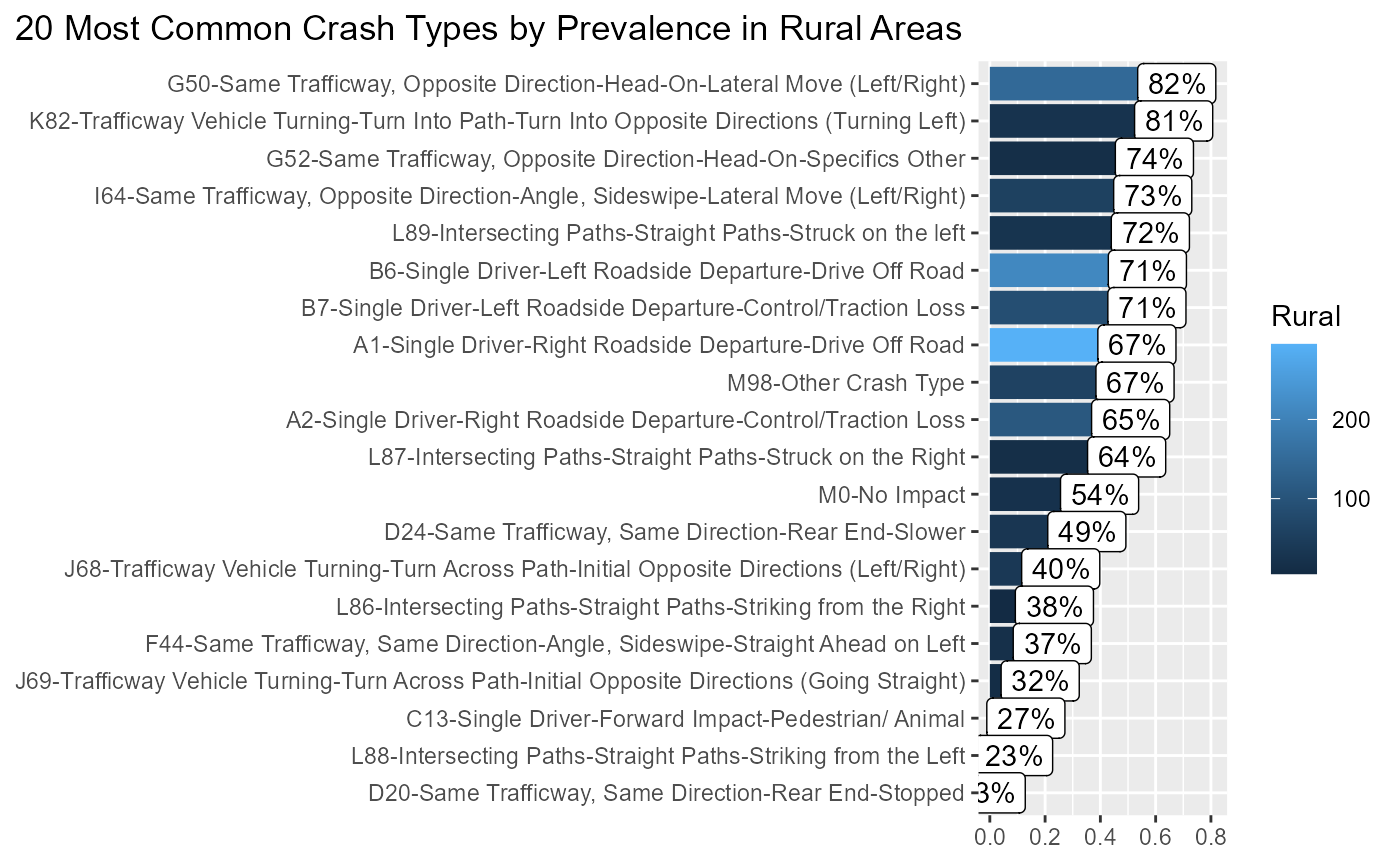 20 Most Common Crash Types by Prevalence in Rural Areas
G50-Same Trafficway, Opposite Direction-Head-On-Lateral Move (Left/Right) 82%
K82-Trafficway Vehicle Turning-Turn Into Path-Turn Into Opposite Directions (Turning Left) 81%
G52-Same Trafficway, Opposite Direction-Head-On-Specifics Other 74%
I64-Same Trafficway, Opposite Direction-Angle, Sideswipe-Lateral Move (Left/Right) 73%
L89-Intersecting Paths-Straight Paths-Struck on the left 72%
B6-Single Driver-Left Roadside Departure-Drive Off Road 71%
B7-Single Driver-Left Roadside Departure-Control/Traction Loss 71%
A1-Single Driver-Right Roadside Departure-Drive Off Road 67%
M98-Other Crash Type 67%
A2-Single Driver-Right Roadside Departure-Control/Traction Loss 65%
L87-Intersecting Paths-Straight Paths-Struck on the Right 64%
M0-No Impact 54%
D24-Same Trafficway, Same Direction-Rear End-Slower 49%
J68-Trafficway Vehicle Turning-Turn Across Path-Initial Opposite Directions (Left/Right) 40%
L86-Intersecting Paths-Straight Paths-Striking from the Right 38%
F44-Same Trafficway, Same Direction-Angle, Sideswipe-Straight Ahead on Left 37%
J69-Trafficway Vehicle Turning-Turn Across Path-Initial Opposite Directions (Going Straight) 32%
C13-Single Driver-Forward Impact-Pedestrian/ Animal 27%
L88-Intersecting Paths-Straight Paths-Striking from the Left 23%
D20-Same Trafficway, Same Direction-Rear End-Stopped
0.0 0.2 0.4 0.6 0.8
Rural
200
100